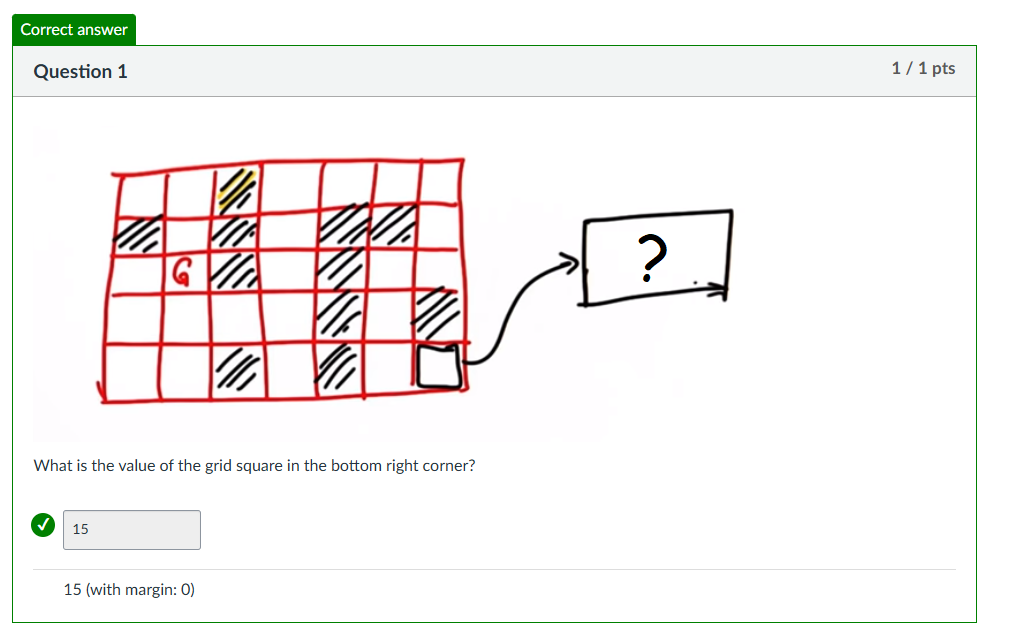 Correct answer
Question 1
1 / 1 pts
G
?
What is the value of the grid square in the bottom right corner?
15
15 (with margin: 0)